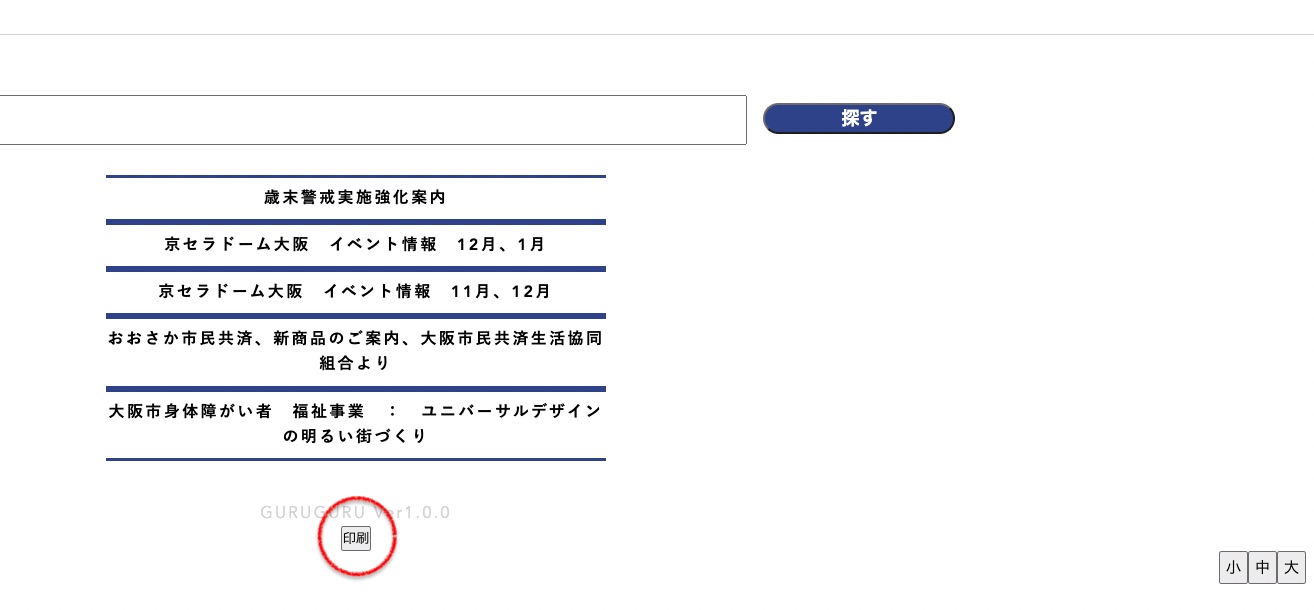 探す
歳末警戒実施強化案内
京セラドーム大阪　イベント情報　12月、1月
京セラドーム大阪　イベント情報　11月、12月
おおさか市民共済、新商品のご案内、大阪市民共済生活協同
組合より
大阪市身体障がい者　福祉事業　：　ユニバーサルデザイン
の明るい街づくり
GURUGURU Ver1.0.0
印刷
小 中 大